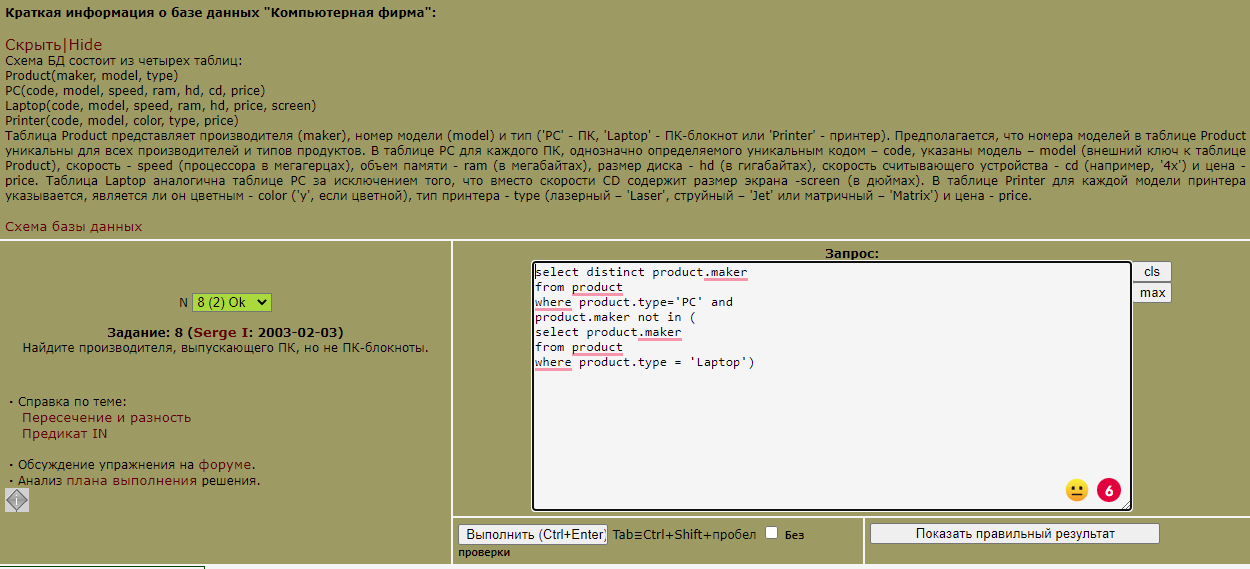 Краткая информация о базе данных "Компьютерная фирма":
Скрыть|Hide
Схема БД состоит из четырех таблиц:
Product(maker, model, type)
PC(code, model, speed, ram, hd, cd, price)
Laptop(code, model, speed, ram, hd, price, screen)
Printer(code, model, color, type, price)
Таблица Product представляет производителя (maker), номер модели (model) и тип ('PC' - ПК, 'Laptop' - ПК-блокнот или 'Printer' - принтер). Предполагается, что номера моделей в таблице Product
уникальны для всех производителей и типов продуктов. В таблице PC для каждого ПК, однозначно определяемого уникальным кодом – code, указаны модель – model (внешний ключ к таблице
Product), скорость - speed (процессора в мегагерцах), объем памяти - ram (в мегабайтах), размер диска - hd (в гигабайтах), скорость считывающего устройства - cd (например, '4x') и цена -
price. Таблица Laptop аналогична таблице PC за исключением того, что вместо скорости CD содержит размер экрана -screen (в дюймах). В таблице Printer для каждой модели принтера
указывается, является ли он цветным - color ('y', если цветной), тип принтера - type (лазерный – 'Laser', струйный – 'Jet' или матричный – 'Matrix') и цена - price.
Схема базы данных
N 8 (2) Ok
Задание: 8 (Serge I: 2003-02-03)
Найдите производителя, выпускающего ПК, но не ПК-блокноты.
· Справка по теме:
Пересечение и разность
Предикат IN
· Обсуждение упражнения на форуме.
· Анализ плана выполнения решения.
Запрос:
select distinct product.maker
from product
where product.type='PC' and
product.maker not in (
select product.maker
from product
where product.type = 'Laptop')
6
cls
max
Выполнить (Ctrl+Enter) Tab≡Ctrl+Shift+пробел Без
проверки
Показать правильный результат